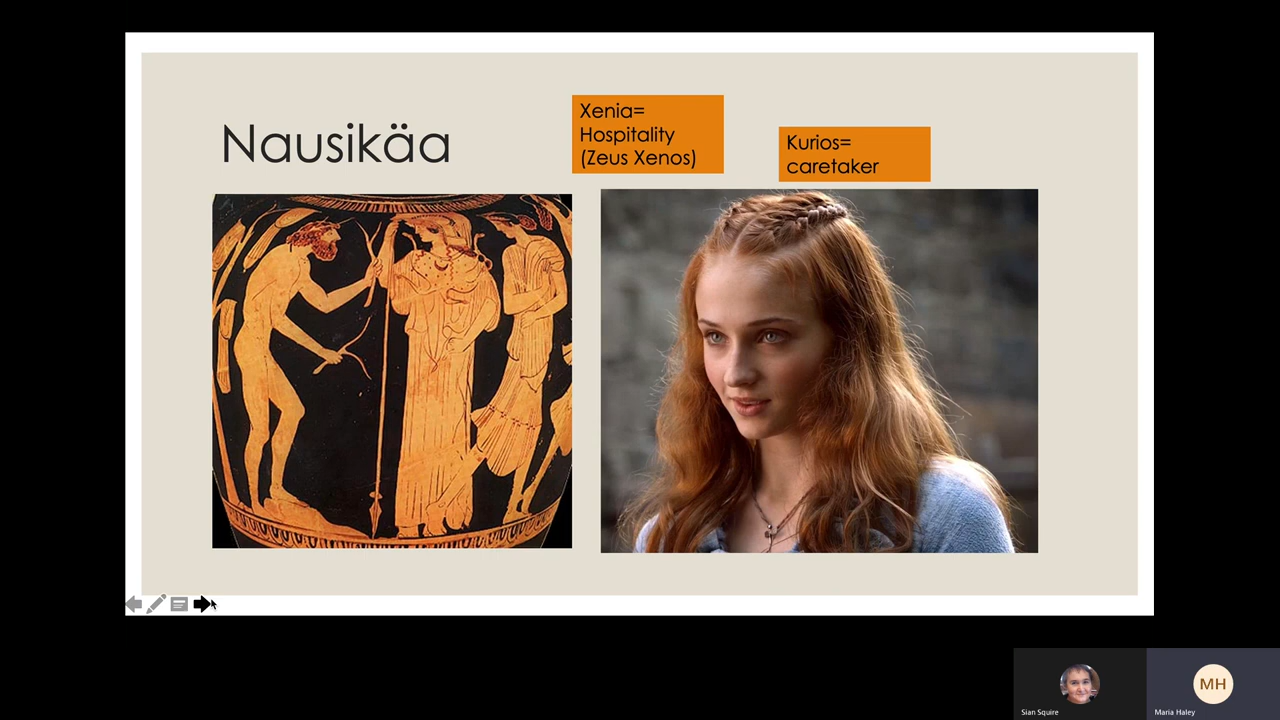 Nausikäa
Xenia=
Hospitality
(Zeus Xenos)
Kurios=
caretaker
MH
Sian Squire
Maria Haley